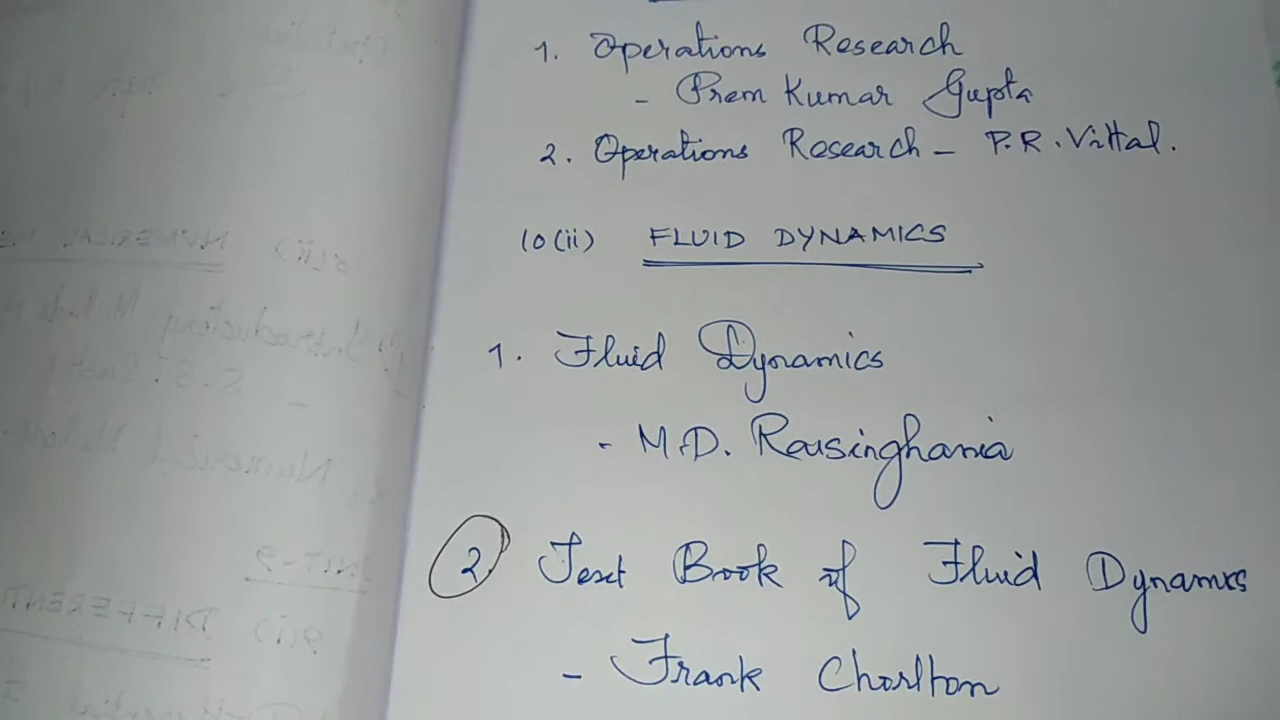 1. Operations Research
- Prem Kumar Gupta
2. Operations Research - P.R. Vittal.
10(ii) FLUID DYNAMICS
1. Fluid Dynamics
- M.D. Raisinghania
2. Text Book of Fluid Dynamics
- Frank Chorlton